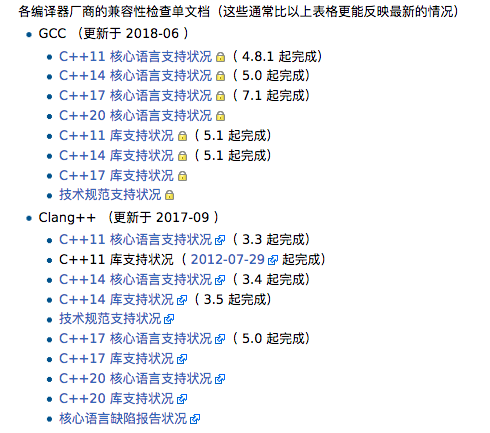 各编译器厂商的兼容性检查单文档（这些通常比以上表格更能反映最新的情况）
GCC （更新于 2018-06 ）
C++11 核心语言支持状况 （ 4.8.1 起完成）
C++14 核心语言支持状况 （ 5.0 起完成）
C++17 核心语言支持状况 （ 7.1 起完成）
C++20 核心语言支持状况
C++11 库支持状况 （ 5.1 起完成）
C++14 库支持状况 （ 5.1 起完成）
C++17 库支持状况
技术规范支持状况
Clang++ （更新于 2017-09 ）
C++11 核心语言支持状况 （ 3.3 起完成）
C++11 库支持状况（ 2012-07-29 起完成）
C++14 核心语言支持状况 （ 3.4 起完成）
C++14 库支持状况 （ 3.5 起完成）
技术规范支持状况
C++17 核心语言支持状况 （ 5.0 起完成）
C++17 库支持状况
C++20 核心语言支持状况
C++20 库支持状况
核心语言缺陷报告状况